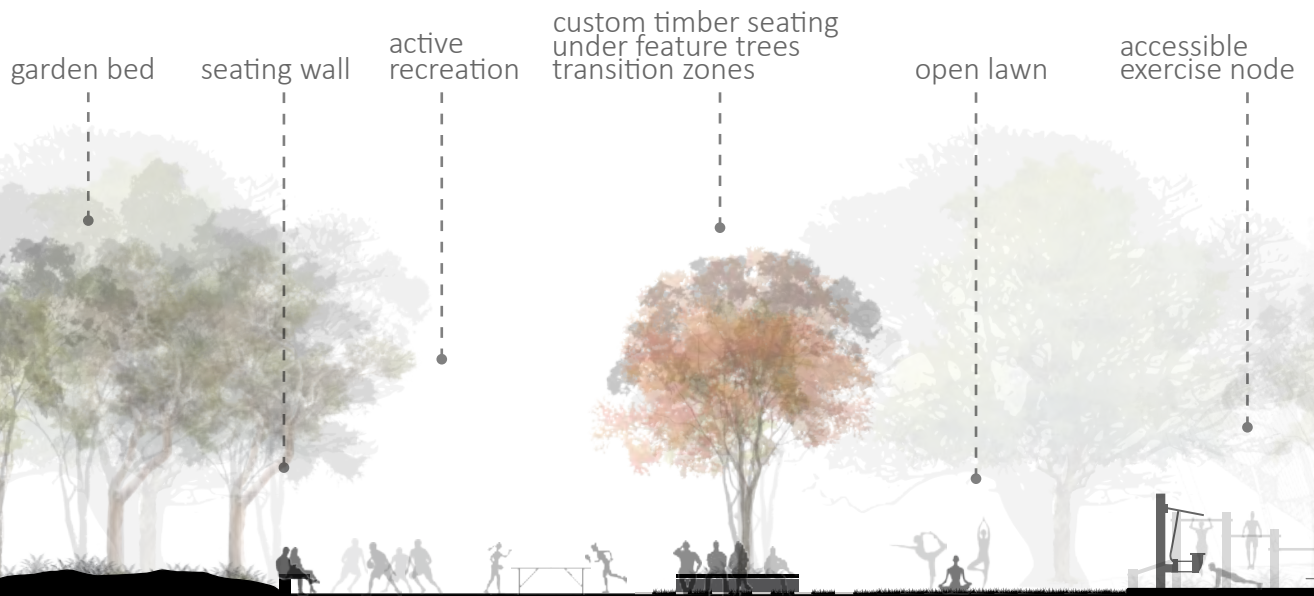 garden bed
seating wall
active
recreation
custom timber seating
under feature trees
transition zones
open lawn
accessible
exercise node